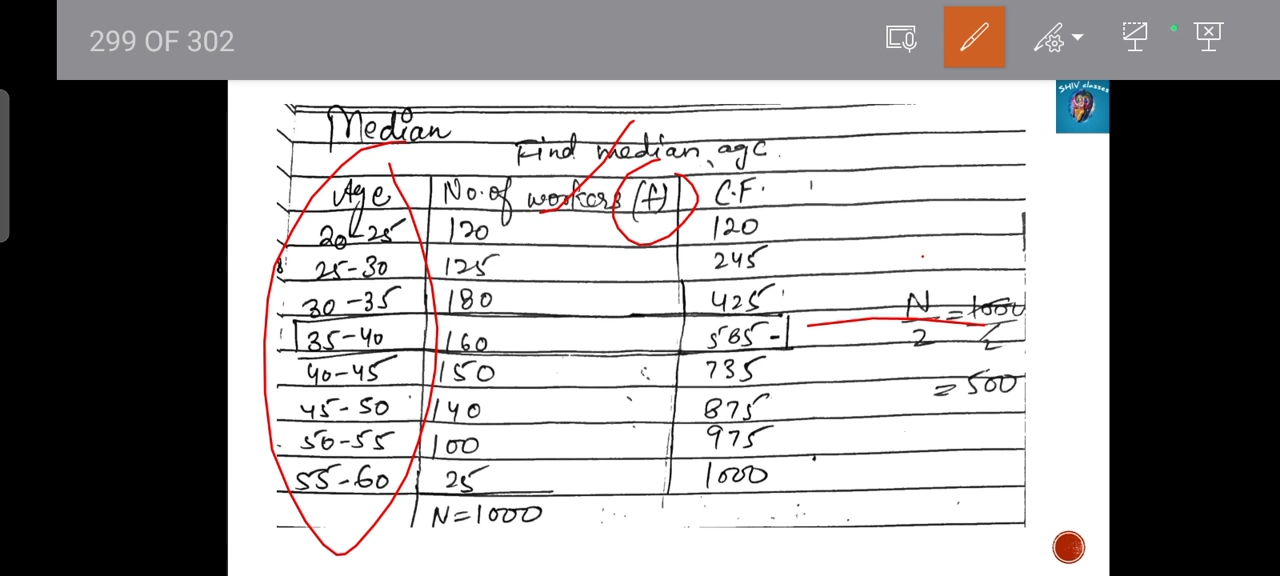 299 OF 302
SHIV classes
Median
Find median age.
Age No. of workers (f) C.F.
20-25 120 120
25-30 125 245
30-35 180 425
35-40 160 585
40-45 150 735
45-50 140 875
50-55 100 975
55-60 25 1000
N=1000
N/2 = 1000/2
= 500